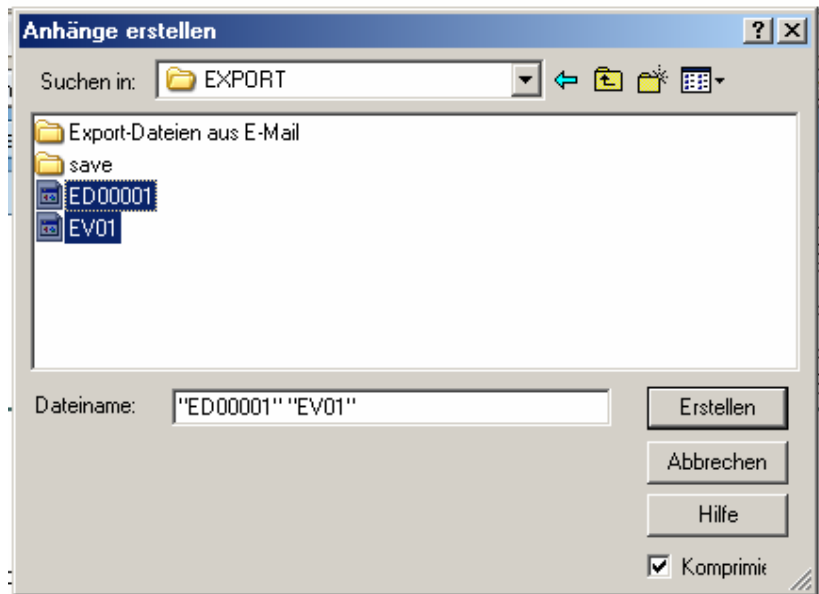 Anhänge erstellen
Suchen in: EXPORT
Export-Dateien aus E-Mail
save
ED00001
EV01
Dateiname: "ED00001" "EV01"
Erstellen
Abbrechen
Hilfe
Komprimie